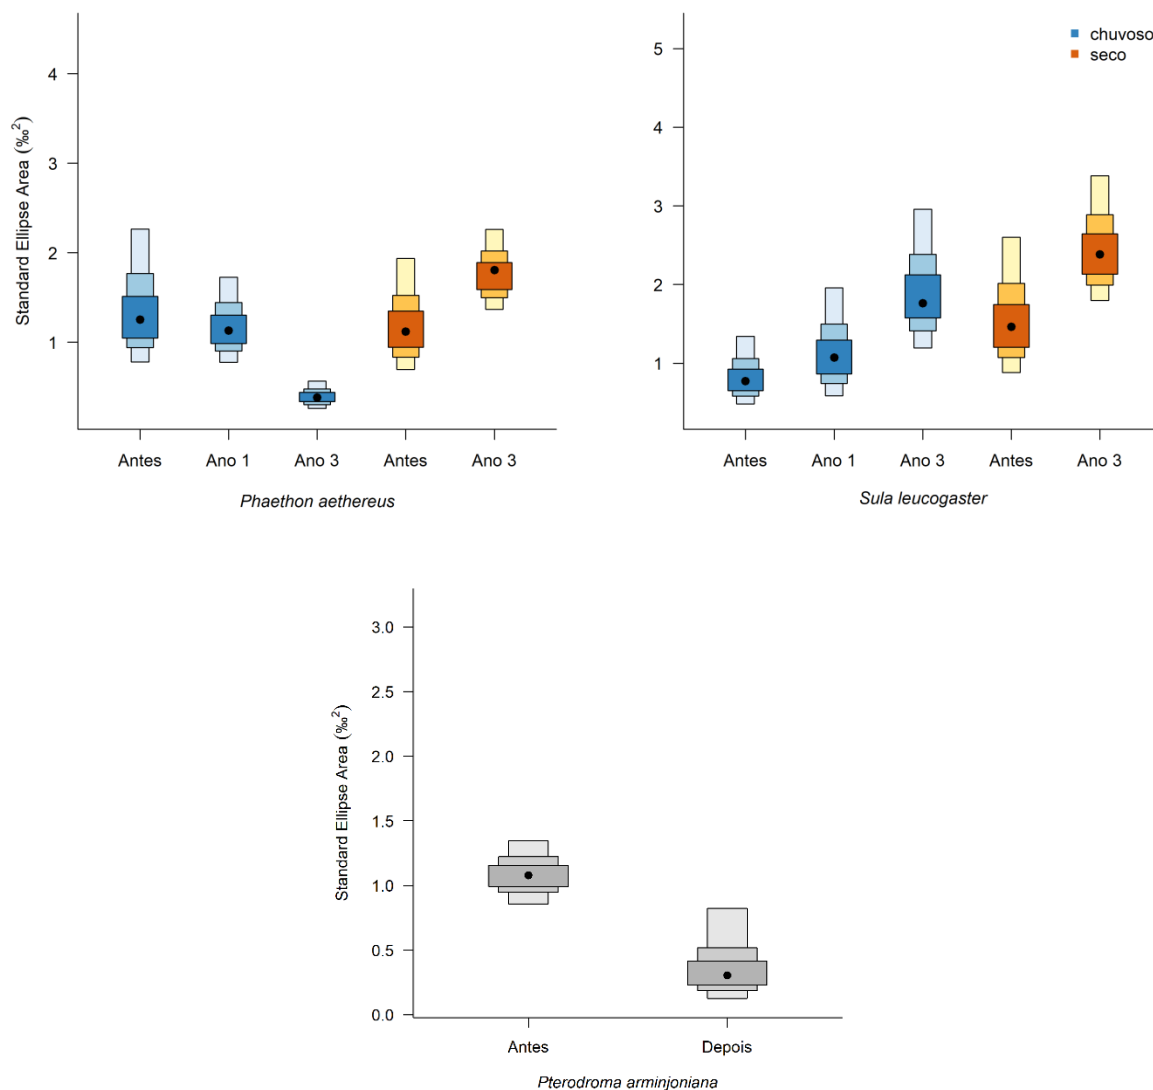 Standard Ellipse Area (‰²)
4
3
2
1
Antes Ano 1 Ano 3 Antes Ano 3
Phaethon aethereus
chuvoso
seco
5
4
3
2
1
Antes Ano 1 Ano 3 Antes Ano 3
Sula leucogaster
Standard Ellipse Area (‰²)
3.0
2.5
2.0
1.5
1.0
0.5
0.0
Antes Depois
Pterodroma arminjoniana